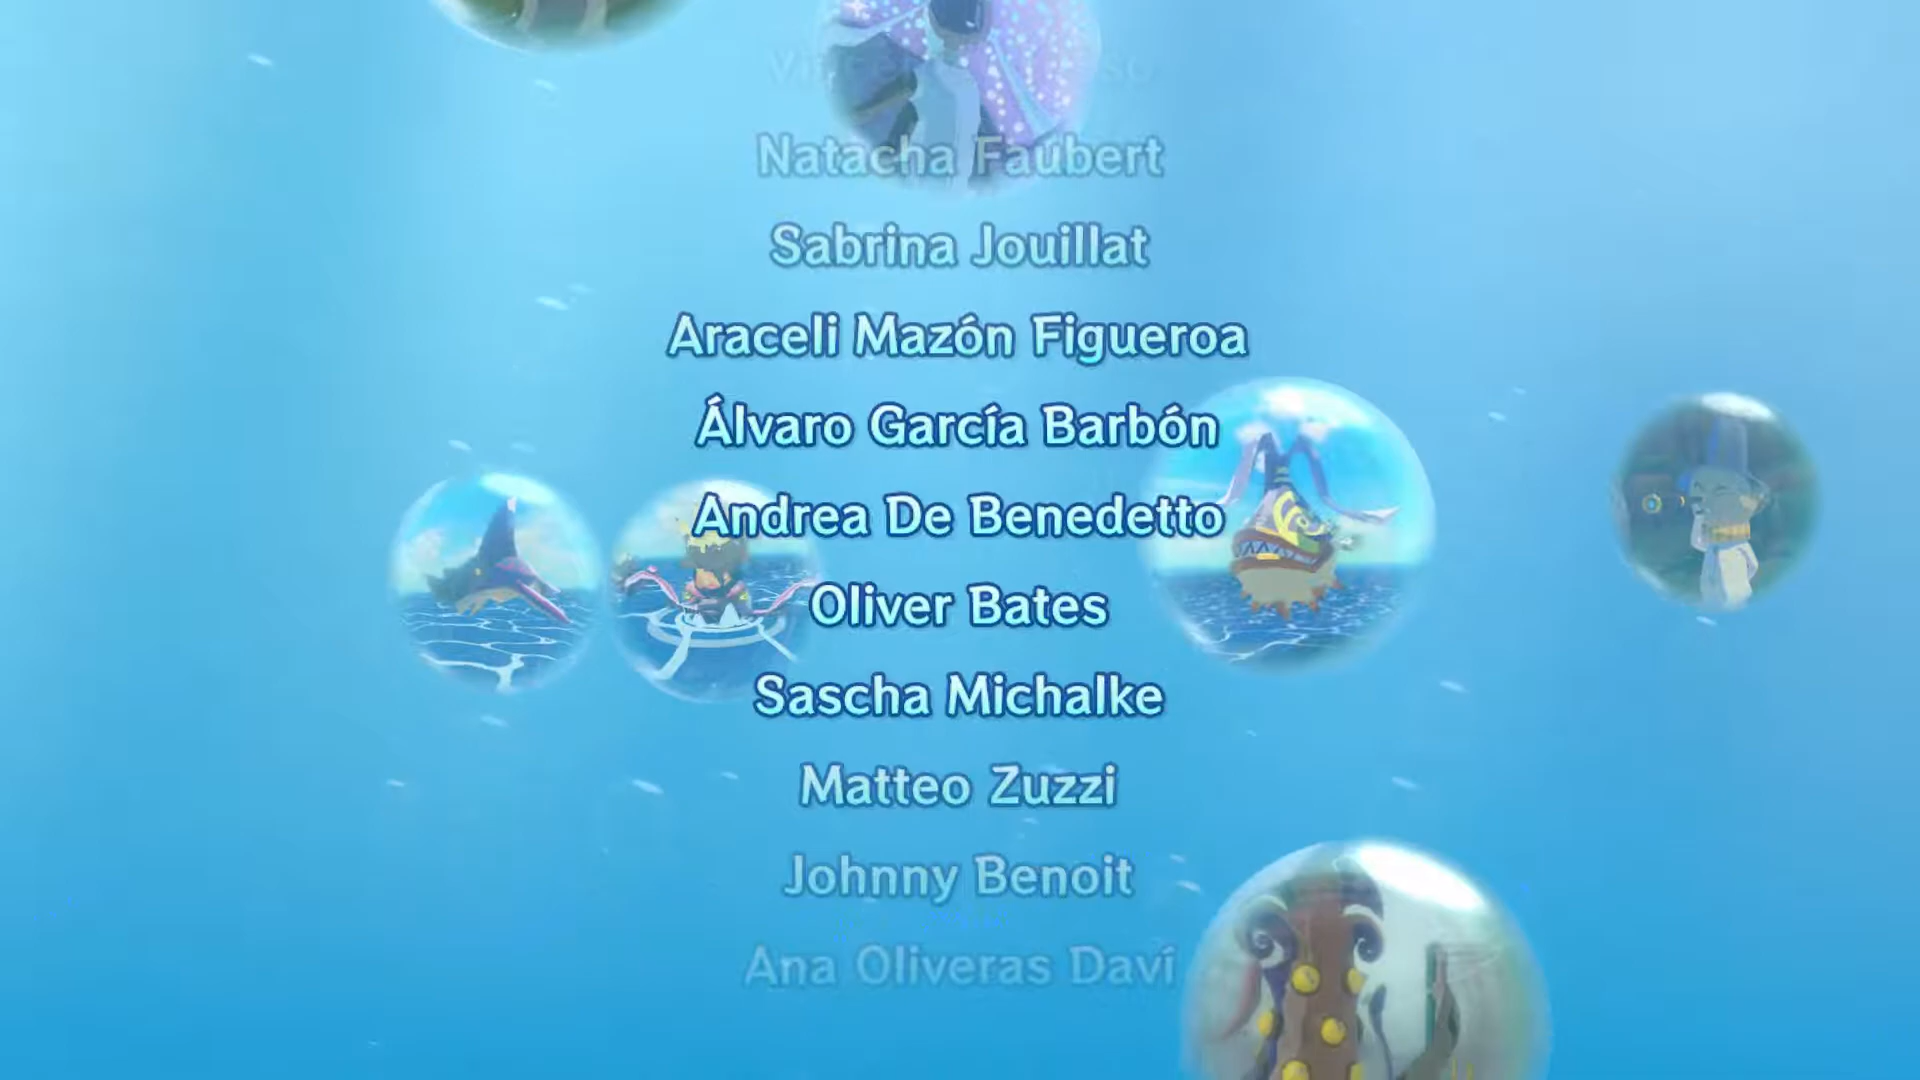 Natacha Faubert
Sabrina Jouillat
Araceli Mazón Figueroa
Álvaro García Barbón
Andrea De Benedetto
Oliver Bates
Sascha Michalke
Matteo Zuzzi
Johnny Benoit
Ana Oliveras Daví